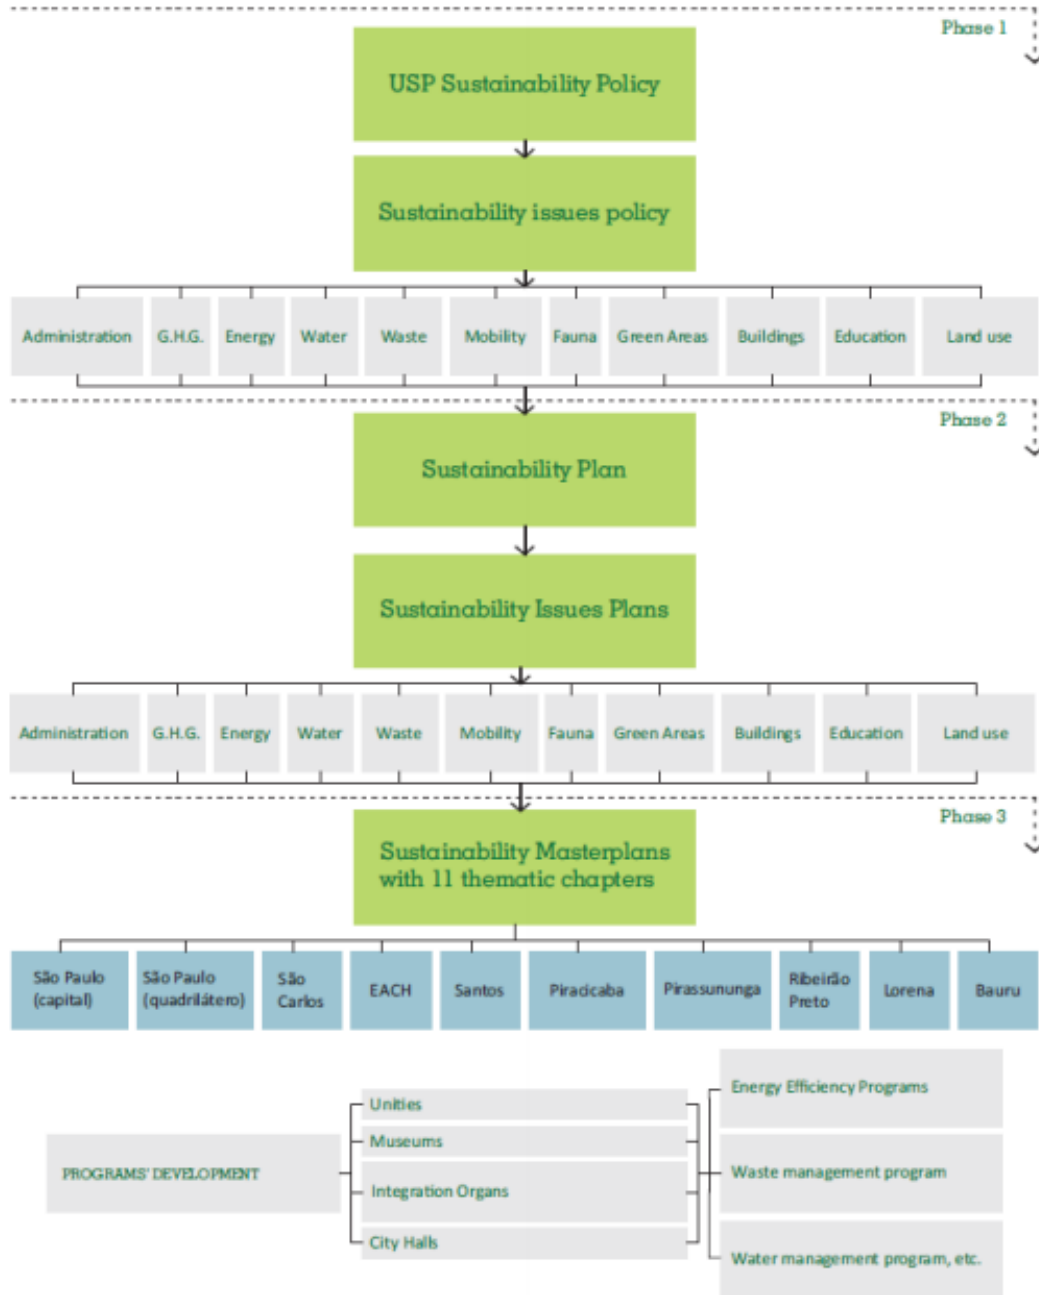 Phase 1
USP Sustainability Policy
Sustainability issues policy
Administration
G.H.G.
Energy
Water
Waste
Mobility
Fauna
Green Areas
Buildings
Education
Land use
Phase 2
Sustainability Plan
Sustainability Issues Plans
Administration
G.H.G.
Energy
Water
Waste
Mobility
Fauna
Green Areas
Buildings
Education
Land use
Phase 3
Sustainability Masterplans
with 11 thematic chapters
São Paulo
(capital)
São Paulo
(quadrilátero)
São
Carlos
EACH
Santos
Piracicaba
Pirassununga
Ribeirão
Preto
Lorena
Bauru
PROGRAMS' DEVELOPMENT
Unities
Museums
Integration Organs
City Halls
Energy Efficiency Programs
Waste management program
Water management program, etc.